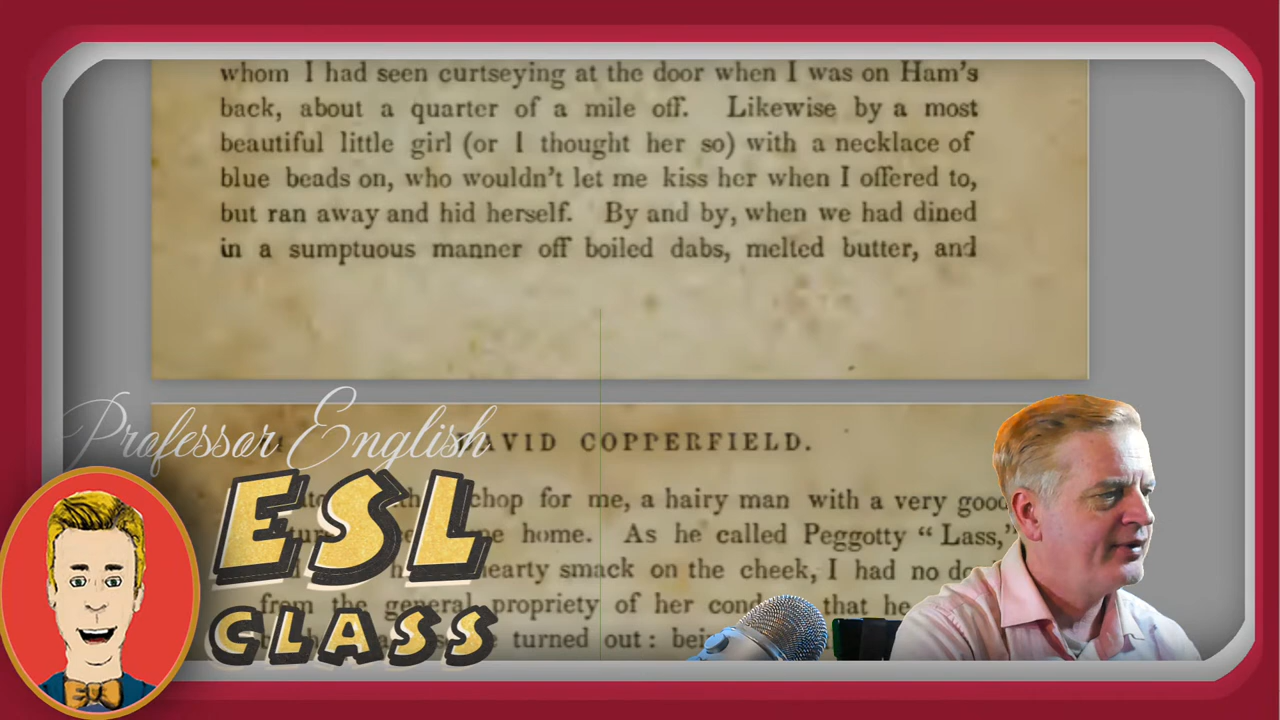 whom I had seen curtseying at the door when I was on Ham's
back, about a quarter of a mile off. Likewise by a most
beautiful little girl (or I thought her so) with a necklace of
blue beads on, who wouldn't let me kiss her when I offered to,
but ran away and hid herself. By and by, when we had dined
in a sumptuous manner off boiled dabs, melted butter, and
DAVID COPPERFIELD.
chop for me, a hairy man with a very good
home. As he called Peggotty “Lass,”
hearty smack on the cheek, I had no
from the general propriety of her that he
turned out:
Professor English
ESL
CLASS